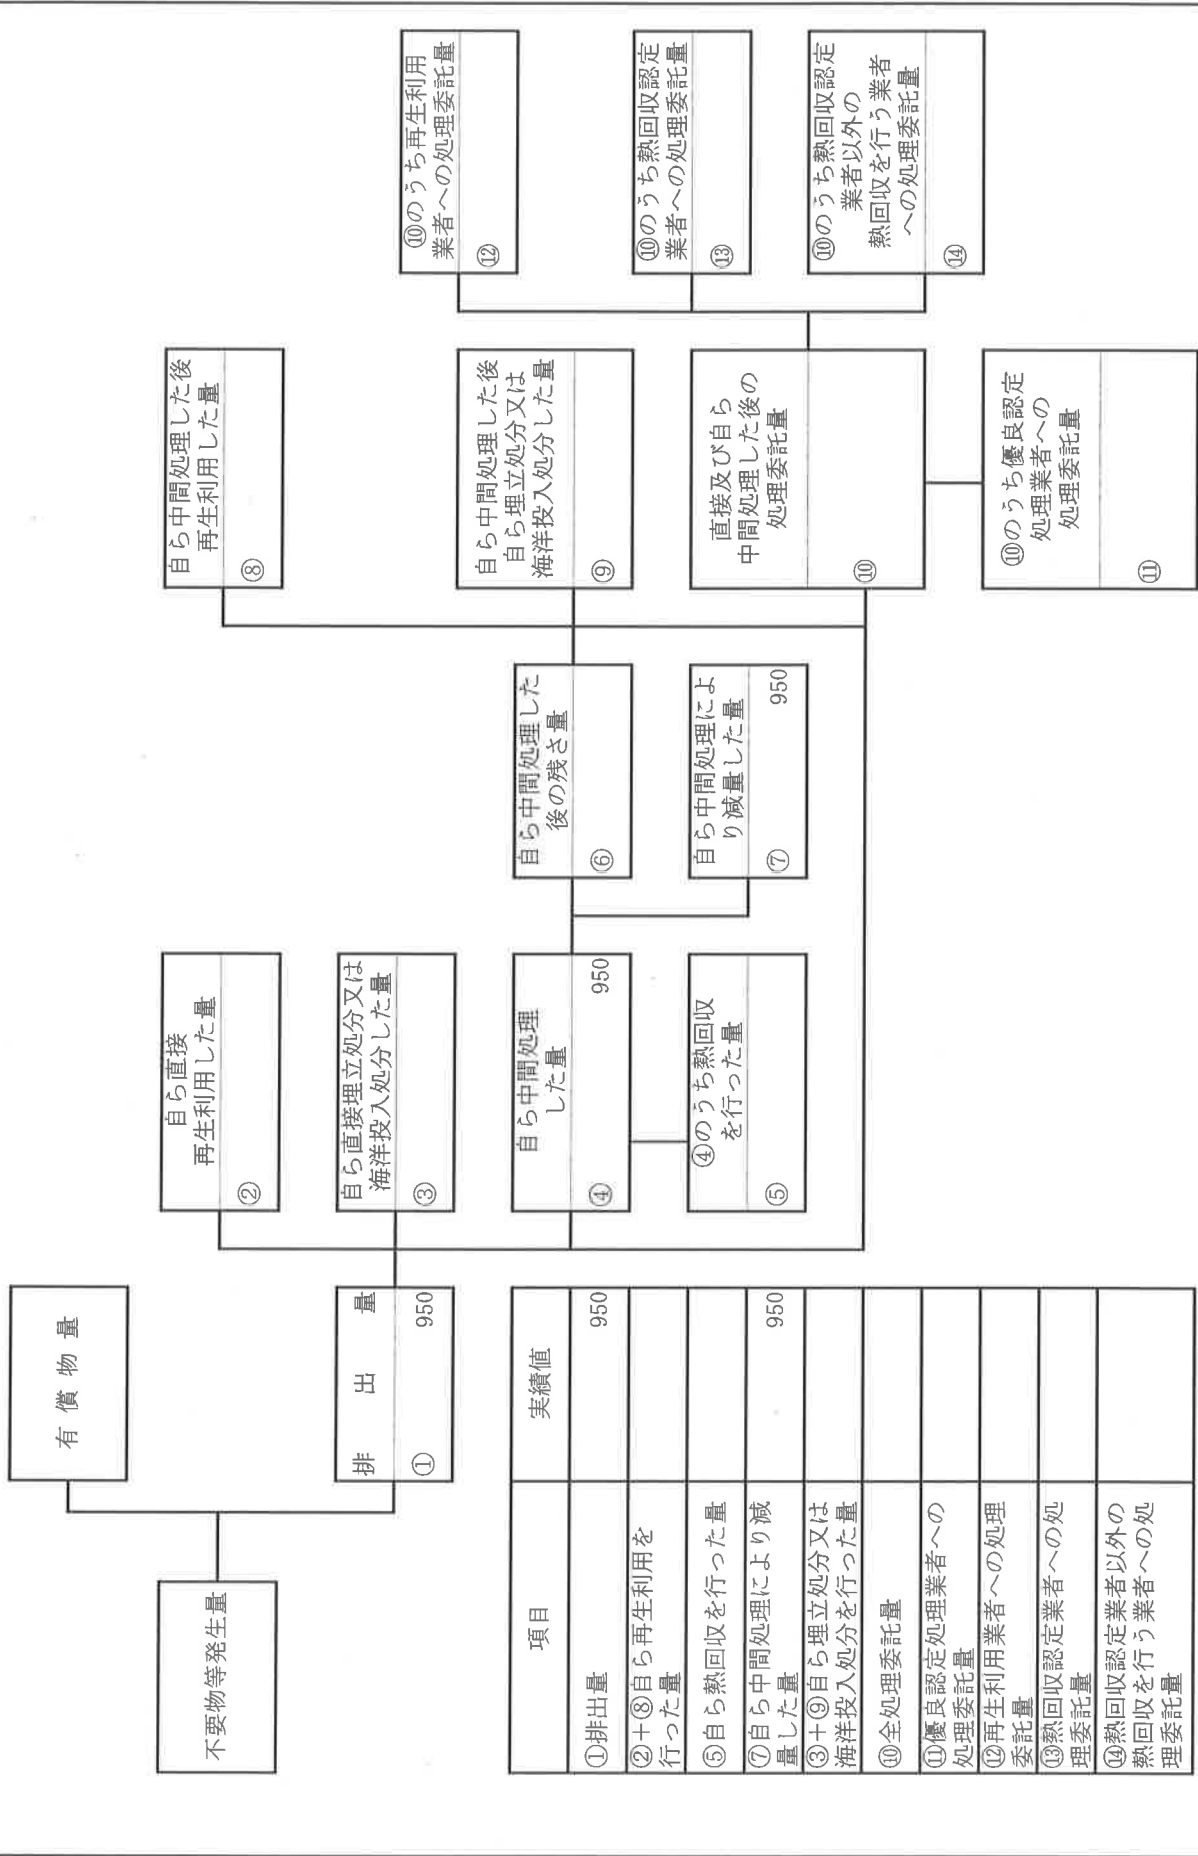 不要物等発生量
有償物量
排出量
① 950
自ら直接
再生利用した量
②
自ら直接埋立処分又は
海洋投入処分した量
③
自ら中間処理
した量
④ 950
④のうち熱回収
を行った量
⑤
自ら中間処理した
後の残さ量
⑥
自ら中間処理によ
り減量した量
⑦ 950
自ら中間処理した後
再生利用した量
⑧
自ら中間処理した後
自ら埋立処分又は
海洋投入処分した量
⑨
直接及び自ら
中間処理した後の
処理委託量
⑩
⑩のうち優良認定
処理業者への
処理委託量
⑪
⑩のうち再生利用
業者への処理委託量
⑫
⑩のうち熱回収認定
業者への処理委託量
⑬
⑩のうち熱回収認定
業者以外の
熱回収を行う業者
への処理委託量
⑭
項目 実績値
①排出量 950
②+⑧自ら再生利用を
行った量
⑤自ら熱回収を行った量
⑦自ら中間処理により減
量した量 950
③+⑨自ら埋立処分又は
海洋投入処分を行った量
⑩全処理委託量
⑪優良認定処理業者への
処理委託量
⑫再生利用業者への処理
委託量
⑬熱回収認定業者への処
理委託量
⑭熱回収認定業者以外の
熱回収を行う業者への処
理委託量